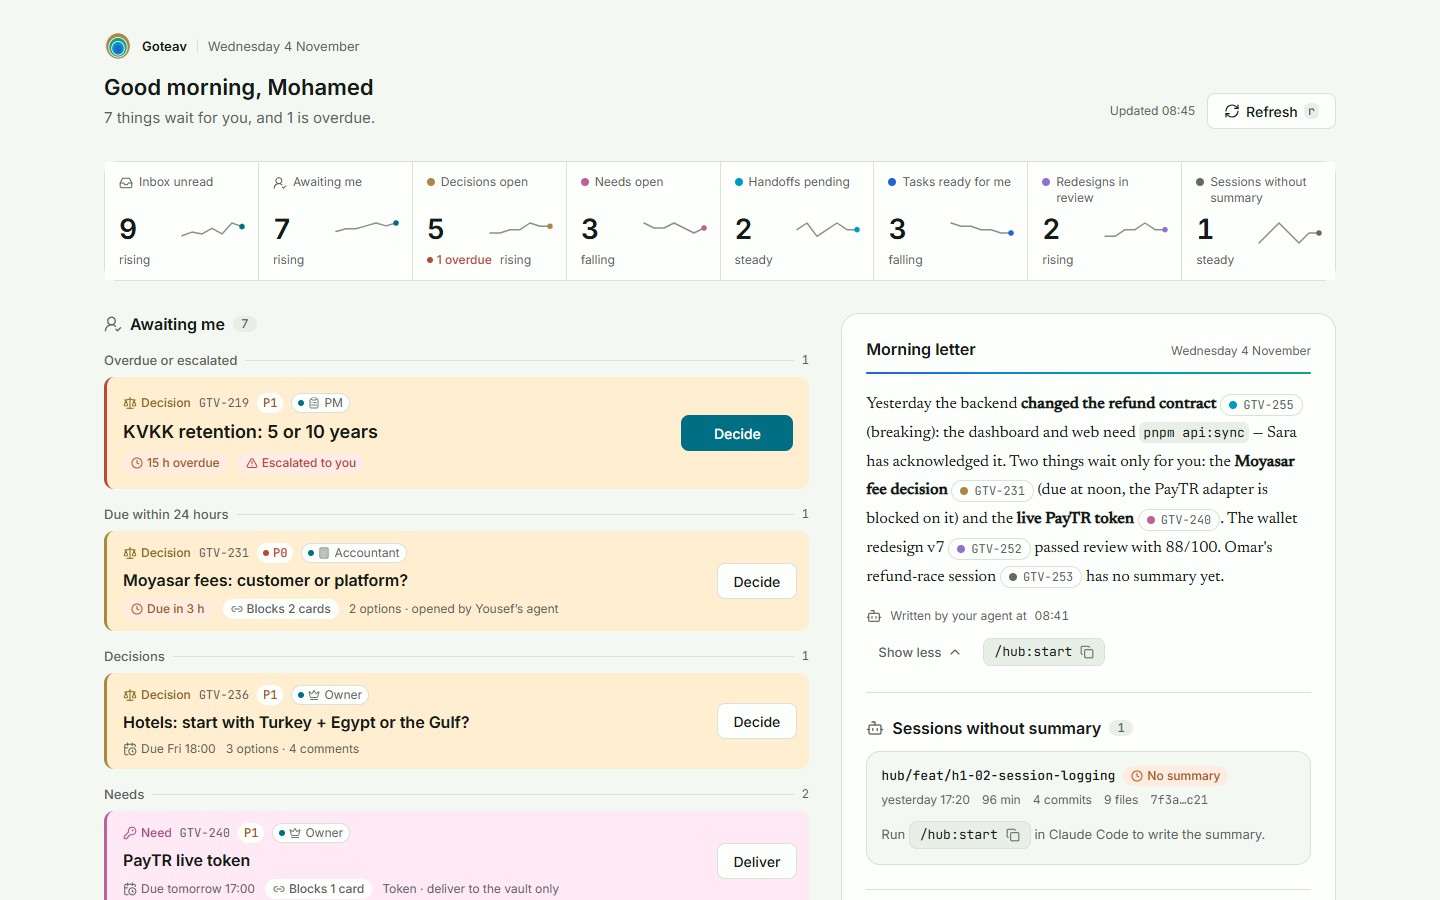 Goteav
Wednesday 4 November
Good morning, Mohamed
7 things wait for you, and 1 is overdue.
Updated 08:45
Refresh r
Inbox unread
9
rising
Awaiting me
7
rising
Decisions open
5
1 overdue rising
Needs open
3
falling
Handoffs pending
2
steady
Tasks ready for me
3
falling
Redesigns in
review
2
rising
Sessions without
summary
1
steady
Awaiting me 7
Overdue or escalated 1
Decision GTV-219 P1 PM
KVKK retention: 5 or 10 years
15 h overdue Escalated to you
Decide
Due within 24 hours 1
Decision GTV-231 P0 Accountant
Moyasar fees: customer or platform?
Due in 3 h Blocks 2 cards 2 options · opened by Yousef's agent
Decide
Decisions 1
Decision GTV-236 P1 Owner
Hotels: start with Turkey + Egypt or the Gulf?
Due Fri 18:00 3 options · 4 comments
Decide
Needs 2
Need GTV-240 P1 Owner
PayTR live token
Due tomorrow 17:00 Blocks 1 card Token · deliver to the vault only
Deliver
Morning letter
Wednesday 4 November
Yesterday the backend changed the refund contract GTV-255
(breaking): the dashboard and web need pnpm api:sync – Sara
has acknowledged it. Two things wait only for you: the Moyasar
fee decision GTV-231 (due at noon, the PayTR adapter is
blocked on it) and the live PayTR token GTV-240. The wallet
redesign v7 GTV-252 passed review with 88/100. Omar's
refund-race session GTV-253 has no summary yet.
Written by your agent at 08:41
Show less /hub:start
Sessions without summary 1
hub/feat/h1-02-session-logging No summary
yesterday 17:20 96 min 4 commits 9 files 7f3a…c21
Run /hub:start in Claude Code to write the summary.